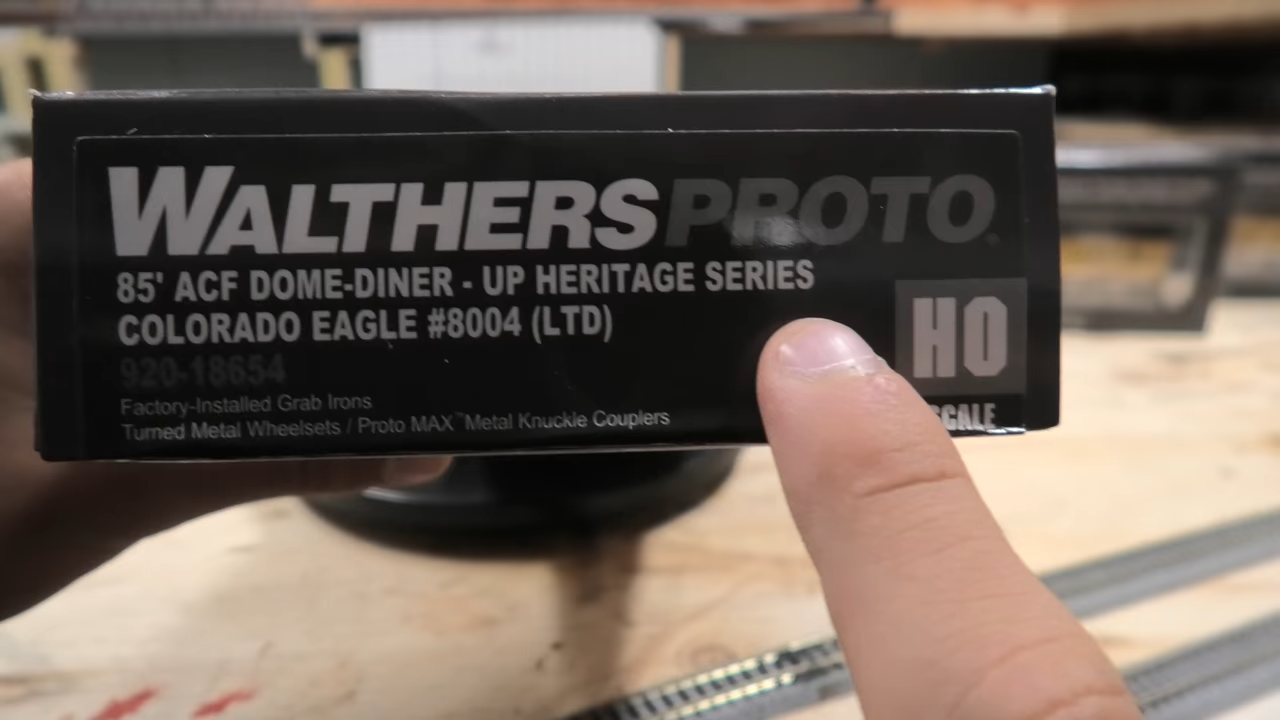 WALTHERSPROTO
85' ACF DOME-DINER - UP HERITAGE SERIES
COLORADO EAGLE #8004 (LTD)
920-18654
Factory-Installed Grab Irons
Turned Metal Wheelsets / Proto MAX™ Metal Knuckle Couplers
HO
SCALE